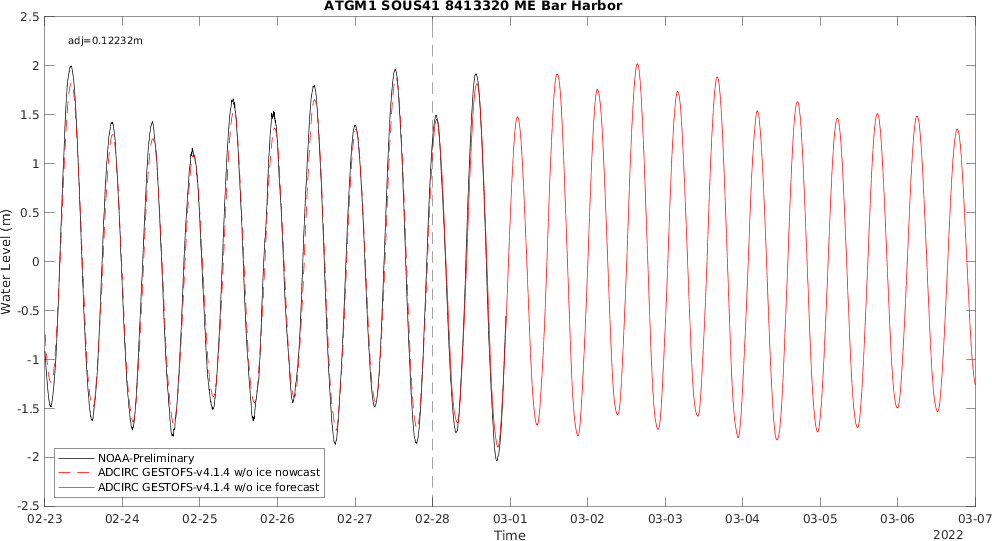 ATGM1 SOUS41 8413320 ME Bar Harbor
adj=0.12232m
2.5
2
1.5
1
0.5
0
-0.5
-1
-1.5
-2
-2.5
Water Level (m)
NOAA-Preliminary
ADCIRC GESTOFS-v4.1.4 w/o ice nowcast
ADCIRC GESTOFS-v4.1.4 w/o ice forecast
02-23 02-24 02-25 02-26 02-27 02-28 03-01 03-02 03-03 03-04 03-05 03-06 03-07
Time
2022